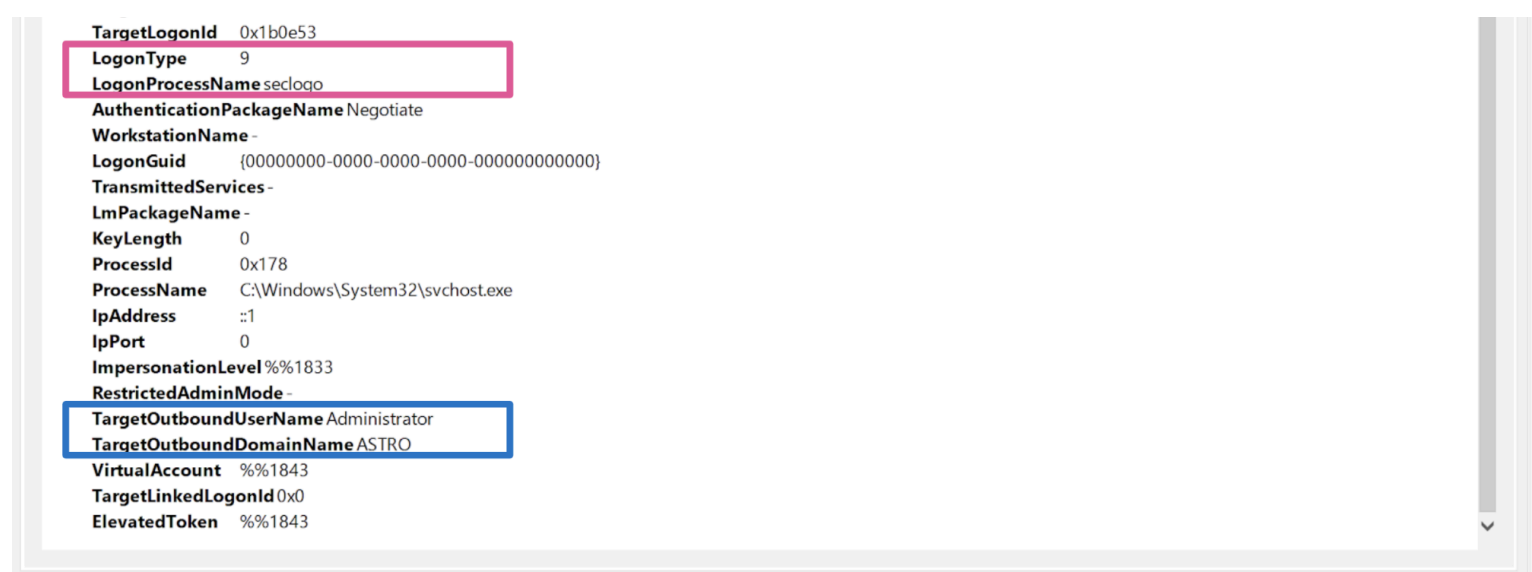 TargetLogonId 0x1b0e53
LogonType 9
LogonProcessName seclogo
AuthenticationPackageName Negotiate
WorkstationName -
LogonGuid {00000000-0000-0000-0000-000000000000}
TransmittedServices -
LmPackageName -
KeyLength 0
ProcessId 0x178
ProcessName C:\Windows\System32\svchost.exe
IpAddress ::1
IpPort 0
ImpersonationLevel %%1833
RestrictedAdminMode -
TargetOutboundUserName Administrator
TargetOutboundDomainName ASTRO
VirtualAccount %%1843
TargetLinkedLogonId 0x0
ElevatedToken %%1843